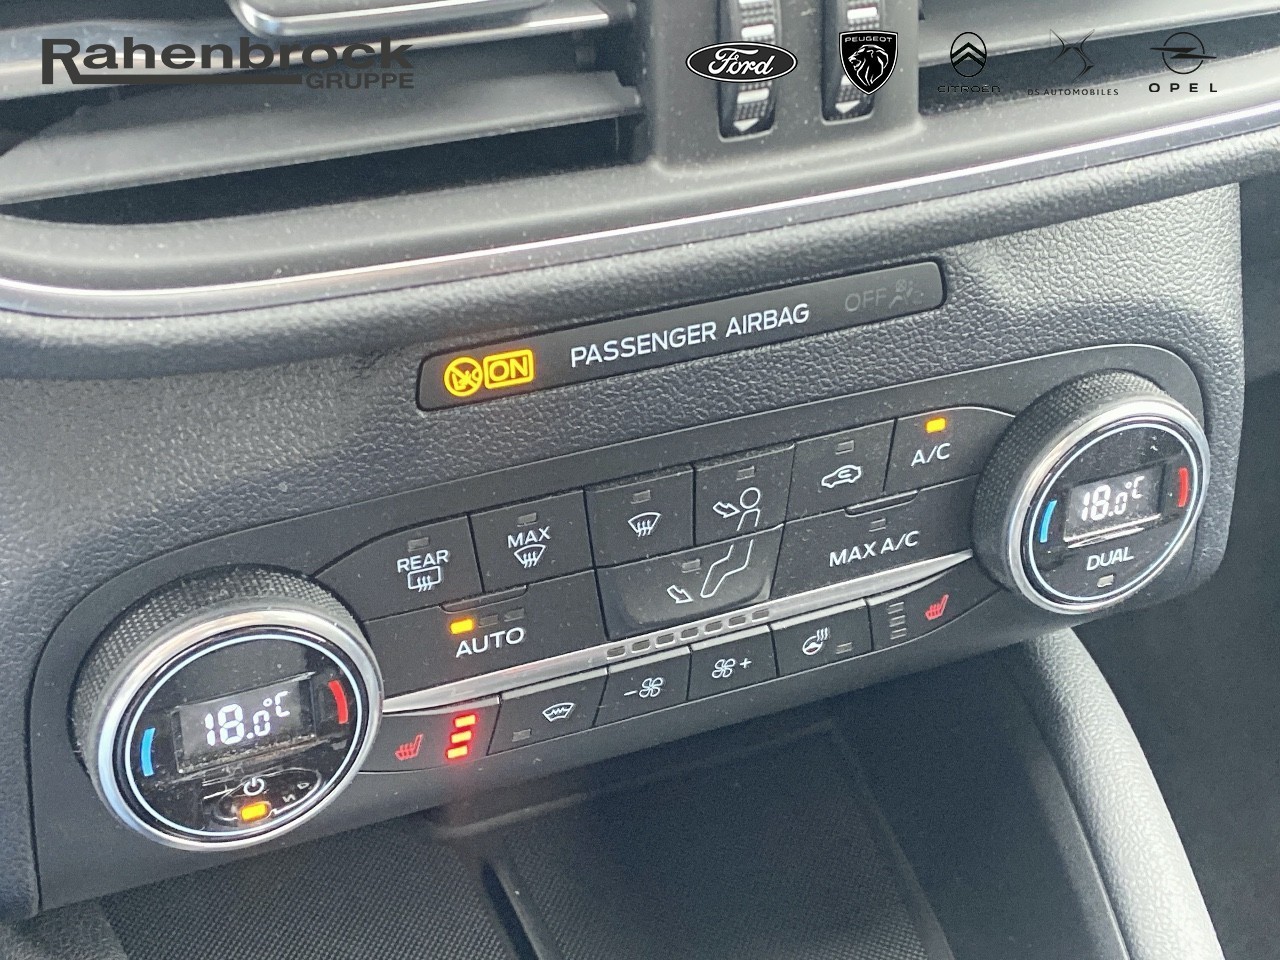 Rahenbrock
GRUPPE
Ford
PEUGEOT
CITROËN
DS AUTOMOBILES
OPEL
ON PASSENGER AIRBAG OFF
A/C
REAR
MAX
MAX A/C
AUTO
18.0°C
DUAL
18.0°C